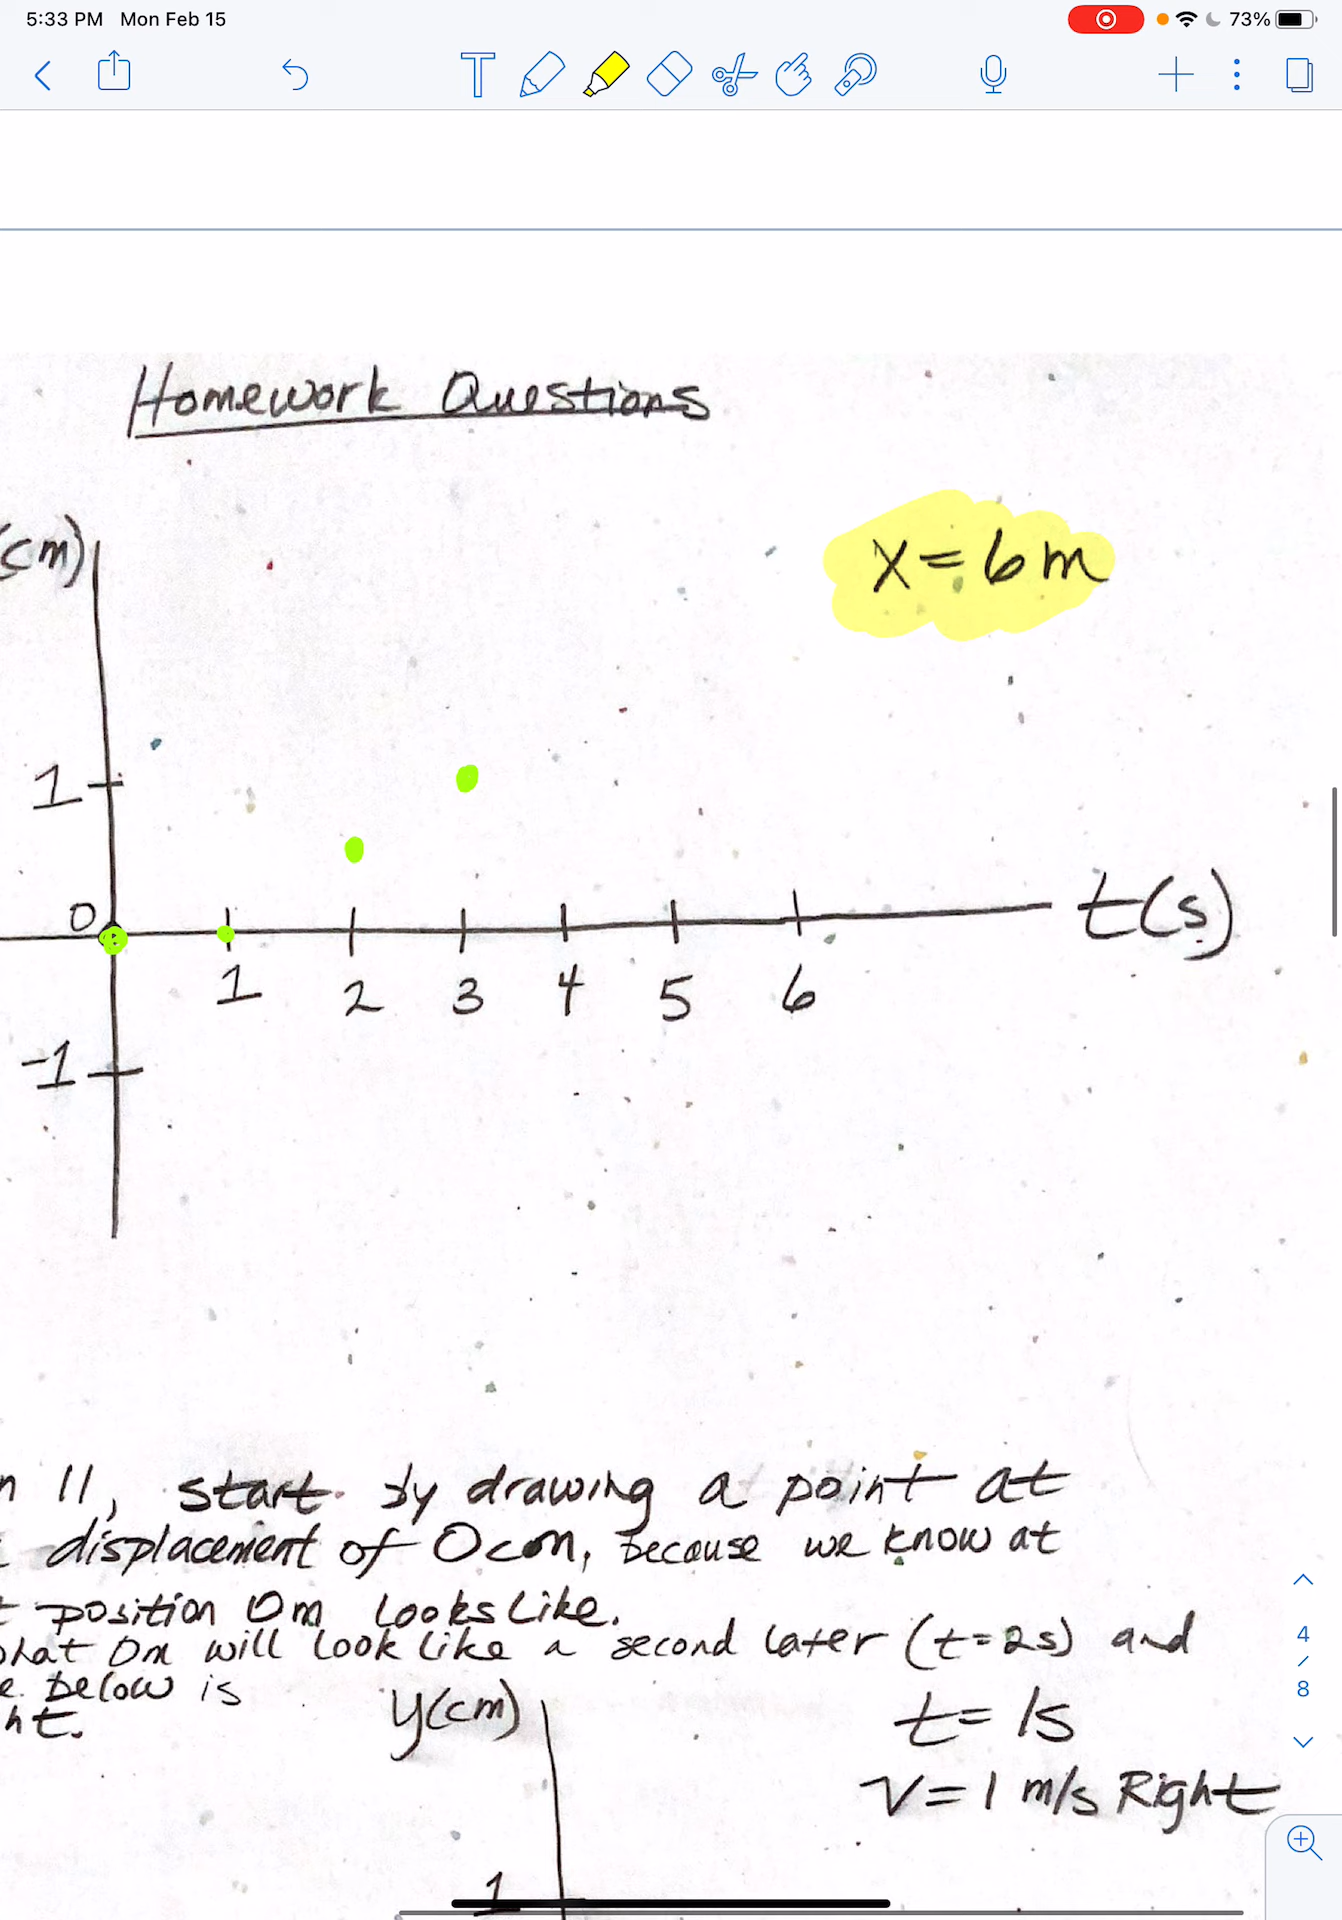 5:33 PM Mon Feb 15
73%
T
Homework Questions
(cm)
x = 6 m
1
0
t(s)
1 2 3 4 5 6
-1
n 11, start by drawing a point at
displacement of 0cm, because we know at
t position 0m looks like.
what 0m will look like a second later (t=2s) and
e below is
ht.
y(cm)
t = 1s
v = 1 m/s Right
1
4
/
8